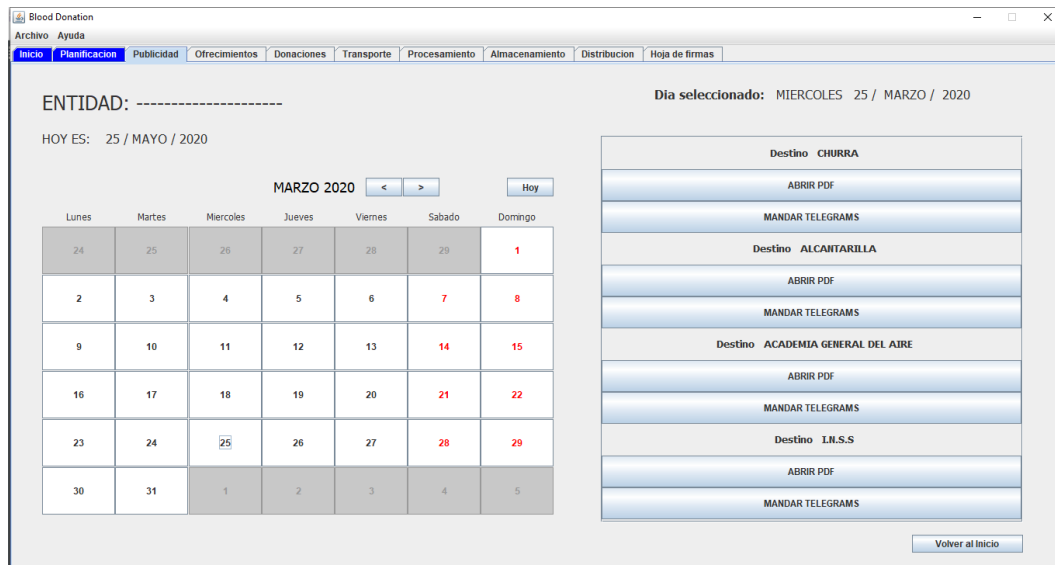 Blood Donation
Archivo Ayuda
Inicio Planificacion Publicidad Ofrecimientos Donaciones Transporte Procesamiento Almacenamiento Distribucion Hoja de firmas
ENTIDAD: ---------------------
HOY ES: 25 / MAYO / 2020
MARZO 2020 < > Hoy
Lunes Martes Miercoles Jueves Viernes Sabado Domingo
24 25 26 27 28 29 1
2 3 4 5 6 7 8
9 10 11 12 13 14 15
16 17 18 19 20 21 22
23 24 25 26 27 28 29
30 31 1 2 3 4 5
Dia seleccionado: MIERCOLES 25 / MARZO / 2020
Destino CHURRA
ABRIR PDF
MANDAR TELEGRAMS
Destino ALCANTARILLA
ABRIR PDF
MANDAR TELEGRAMS
Destino ACADEMIA GENERAL DEL AIRE
ABRIR PDF
MANDAR TELEGRAMS
Destino I.N.S.S
ABRIR PDF
MANDAR TELEGRAMS
Volver al Inicio